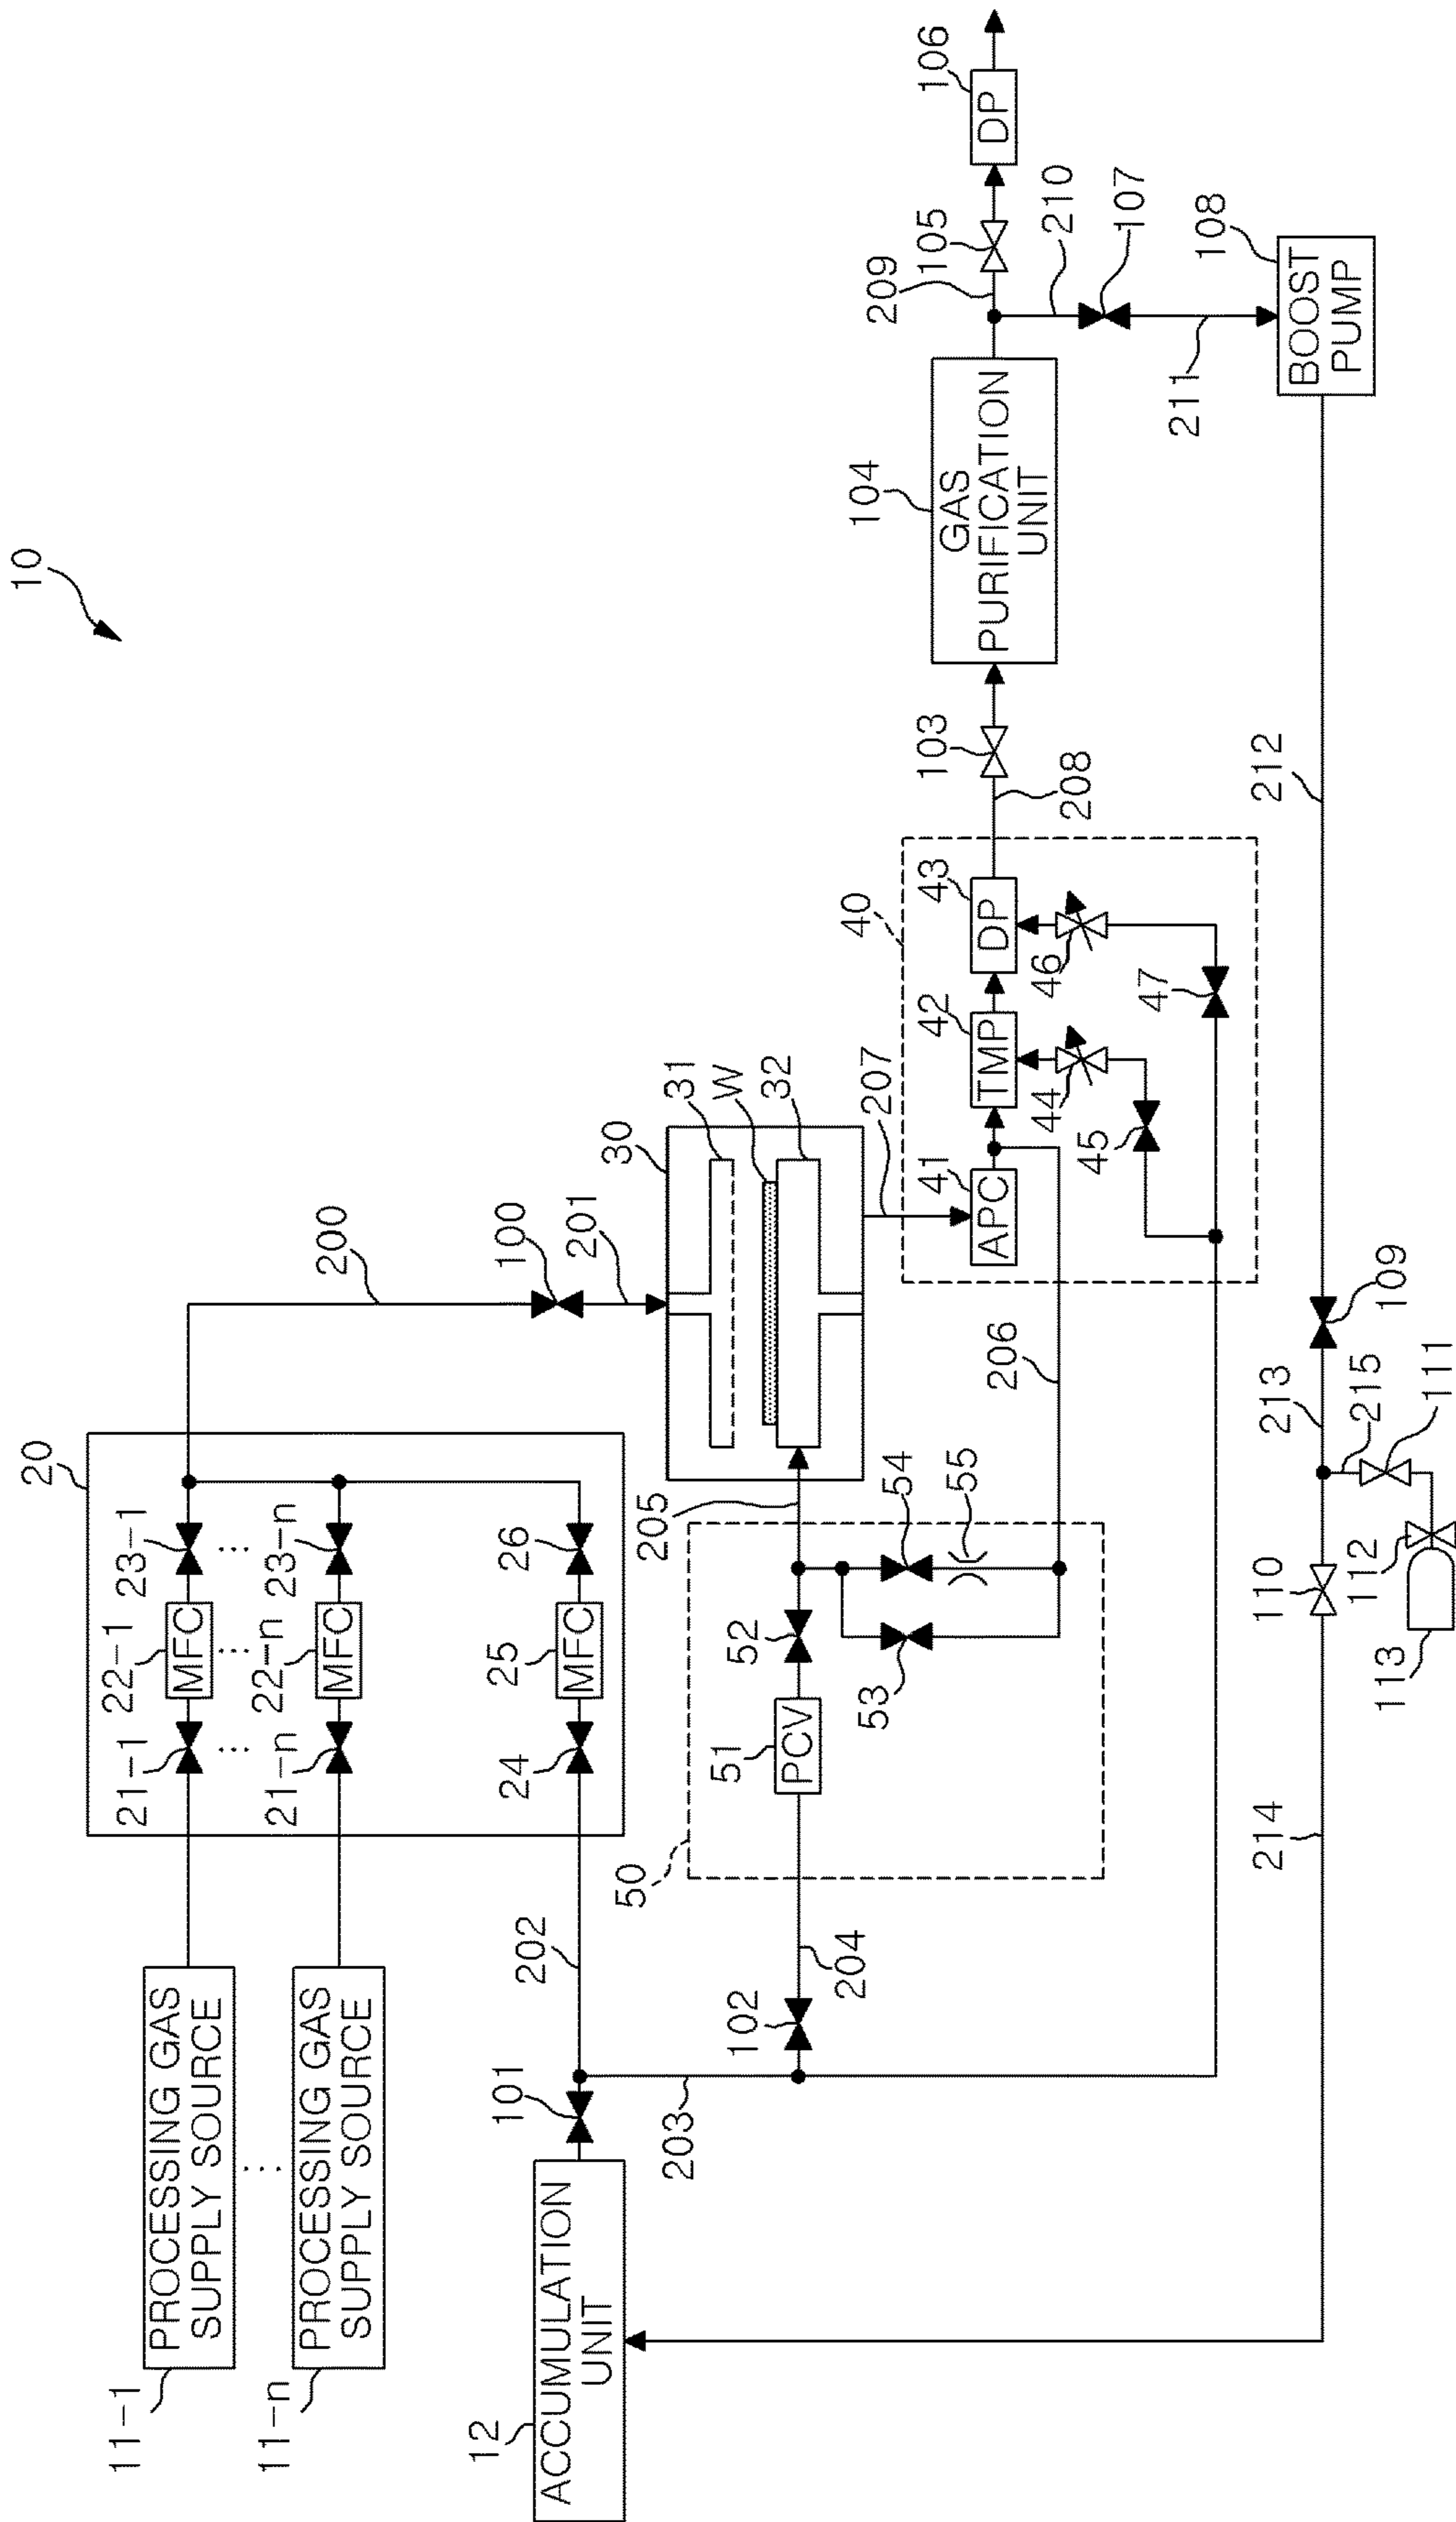 10
11-1
PROCESSING GAS
SUPPLY SOURCE
11-n
PROCESSING GAS
SUPPLY SOURCE
12
ACCUMULATION
UNIT
20
21-1
22-1
MFC
23-1
21-n
22-n
MFC
23-n
24
25
MFC
26
200
100
201
202
101
203
102
204
50
51
PCV
52
53
54
55
205
206
30
31
W
32
207
40
41
APC
42
TMP
43
DP
44
45
46
47
208
103
104
GAS
PURIFICATION
UNIT
209
105
106
DP
210
107
211
108
BOOST
PUMP
212
109
213
215
111
110
112
113
214